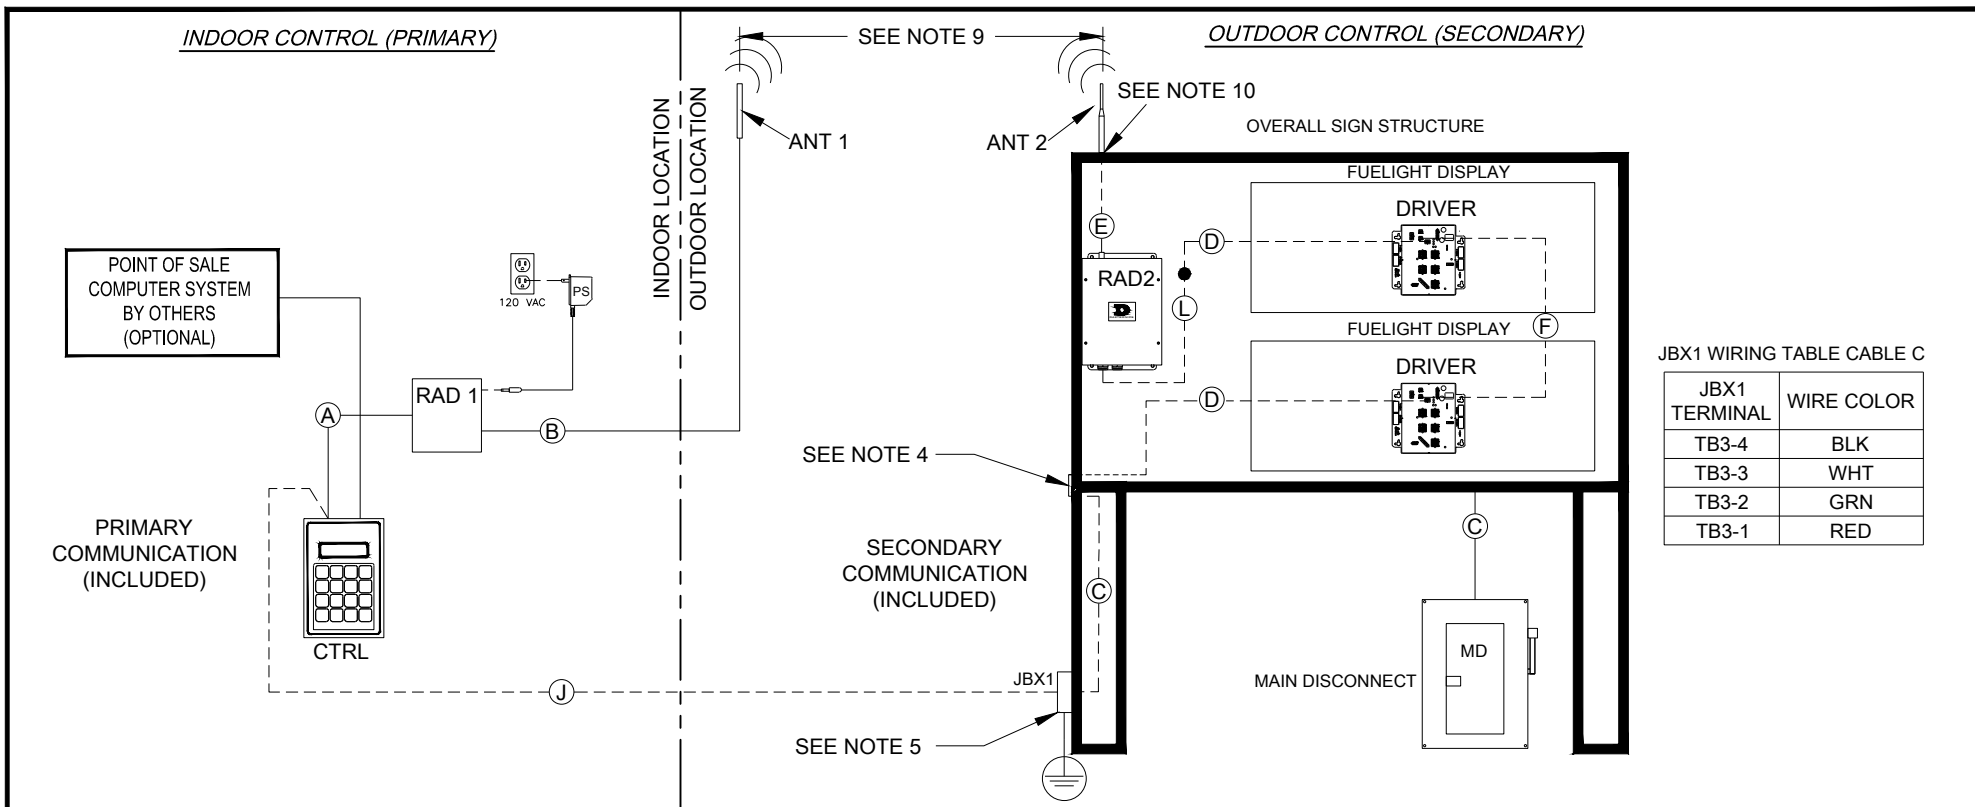 INDOOR CONTROL (PRIMARY)
SEE NOTE 9
OUTDOOR CONTROL (SECONDARY)
INDOOR LOCATION
OUTDOOR LOCATION
ANT 1
ANT 2
SEE NOTE 10
OVERALL SIGN STRUCTURE
FUELIGHT DISPLAY
DRIVER
E
D
RAD2
L
D
F
FUELIGHT DISPLAY
DRIVER
D
POINT OF SALE
COMPUTER SYSTEM
BY OTHERS
(OPTIONAL)
120 VAC
PS
RAD 1
A
B
SEE NOTE 4
PRIMARY
COMMUNICATION
(INCLUDED)
CTRL
SECONDARY
COMMUNICATION
(INCLUDED)
C
C
J
JBX1
SEE NOTE 5
MAIN DISCONNECT
MD
JBX1 WIRING TABLE CABLE C
JBX1
TERMINAL
WIRE COLOR
TB3-4 BLK
TB3-3 WHT
TB3-2 GRN
TB3-1 RED